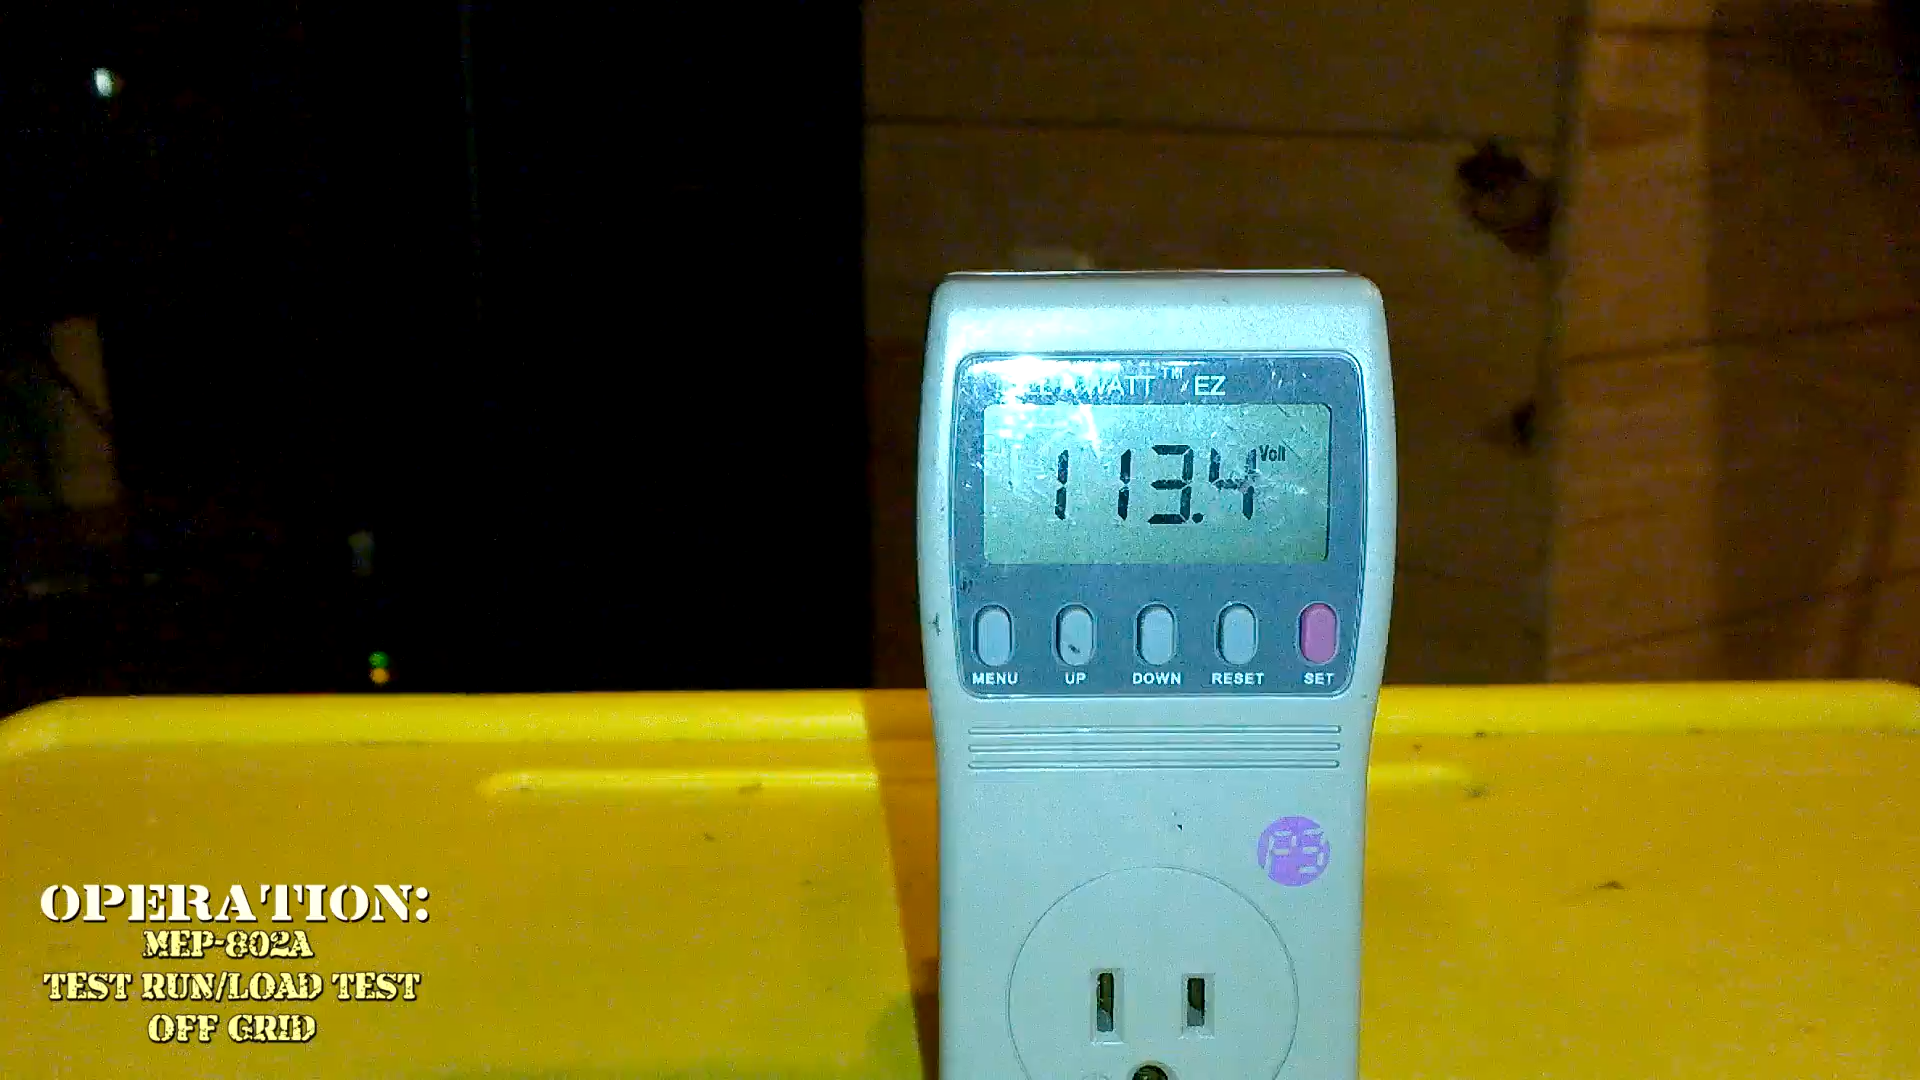 WATT™ EZ
113.4 Volt
MENU UP DOWN RESET SET
P3
OPERATION:
MEP-802A
TEST RUN/LOAD TEST
OFF GRID